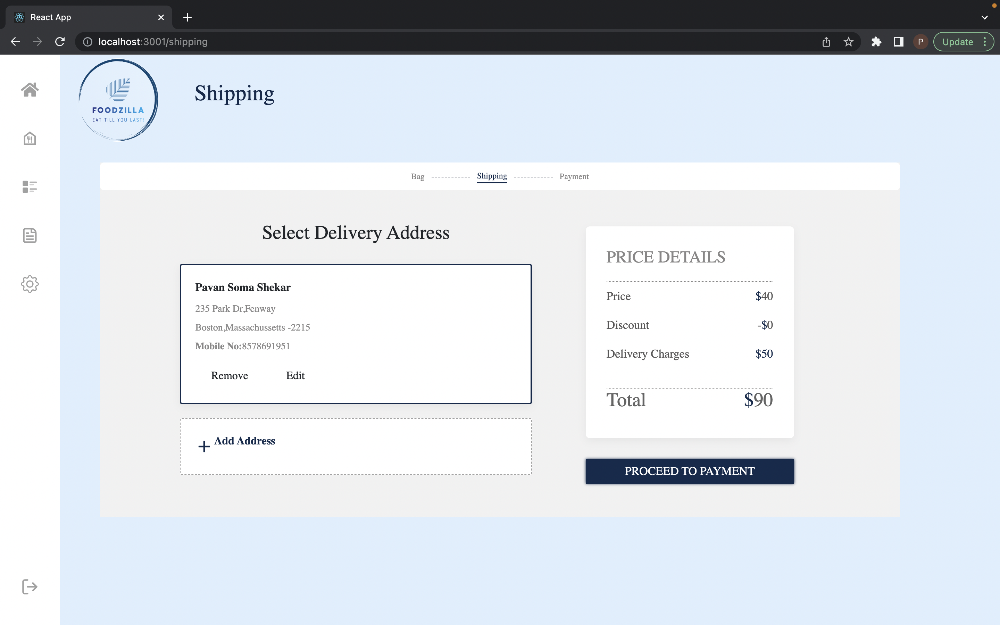 React App
localhost:3001/shipping
P
Update
FOODZILLA
EAT TILL YOU LAST!
Shipping
Bag Shipping Payment
Select Delivery Address
Pavan Soma Shekar
235 Park Dr,Fenway
Boston,Massachussetts -2215
Mobile No:8578691951
Remove Edit
Add Address
PRICE DETAILS
Price $40
Discount -$0
Delivery Charges $50
Total $90
PROCEED TO PAYMENT